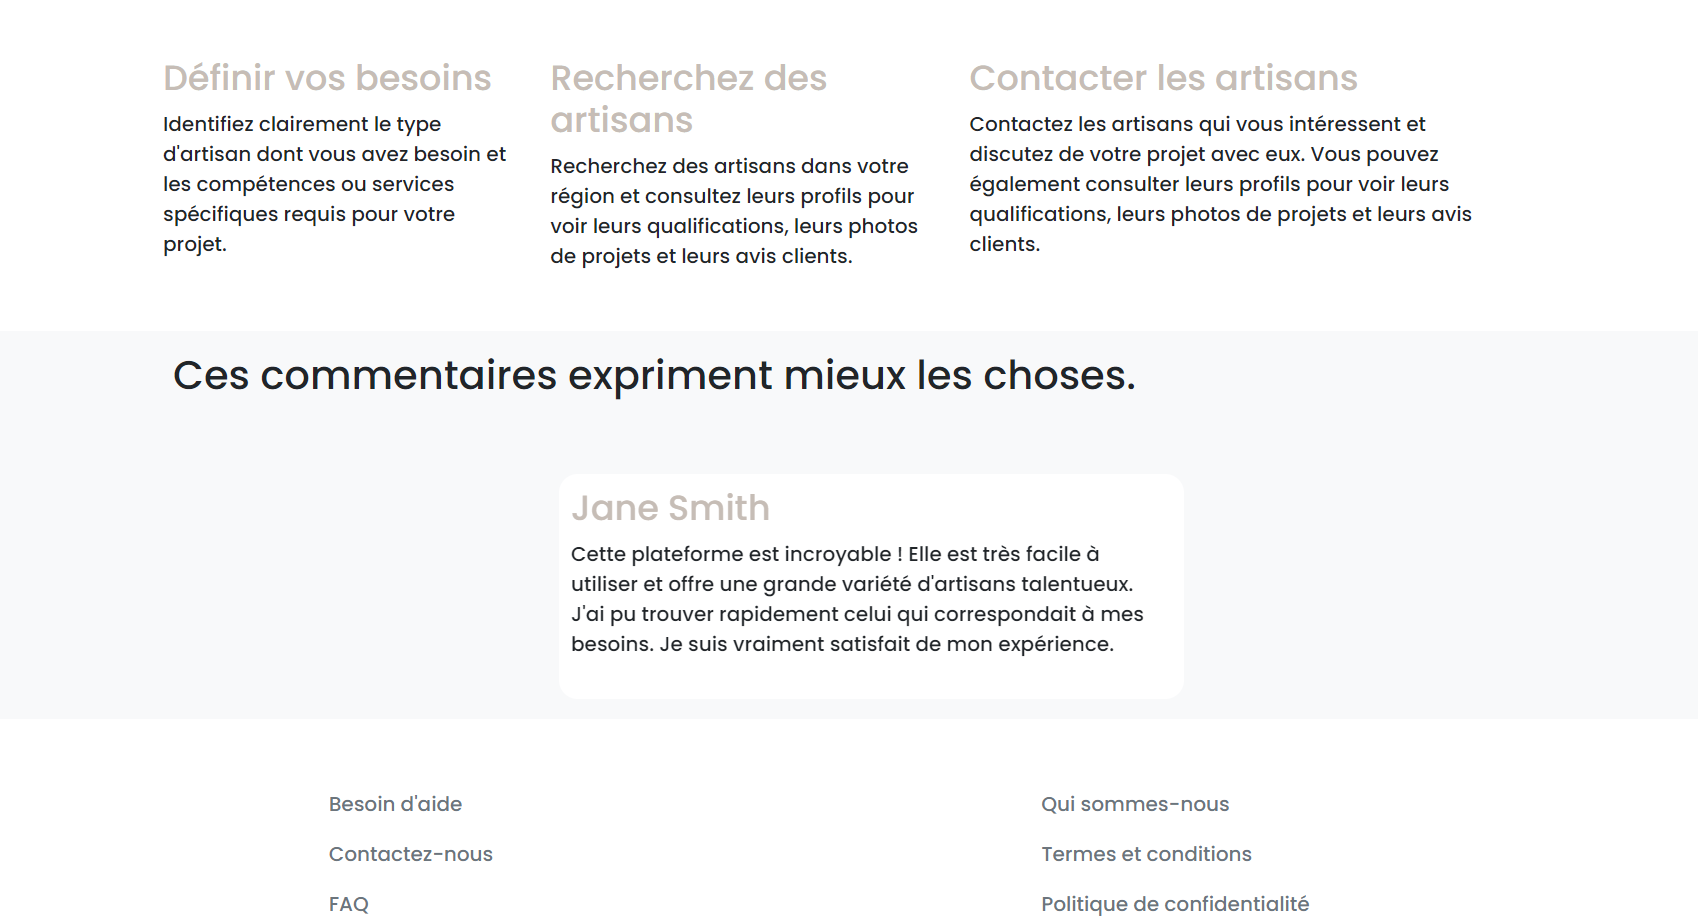 Définir vos besoins
Identifiez clairement le type
d'artisan dont vous avez besoin et
les compétences ou services
spécifiques requis pour votre
projet.
Recherchez des
artisans
Recherchez des artisans dans votre
région et consultez leurs profils pour
voir leurs qualifications, leurs photos
de projets et leurs avis clients.
Contacter les artisans
Contactez les artisans qui vous intéressent et
discutez de votre projet avec eux. Vous pouvez
également consulter leurs profils pour voir leurs
qualifications, leurs photos de projets et leurs avis
clients.
Ces commentaires expriment mieux les choses.
Jane Smith
Cette plateforme est incroyable ! Elle est très facile à
utiliser et offre une grande variété d'artisans talentueux.
J'ai pu trouver rapidement celui qui correspondait à mes
besoins. Je suis vraiment satisfait de mon expérience.
Besoin d'aide
Contactez-nous
FAQ
Qui sommes-nous
Termes et conditions
Politique de confidentialité